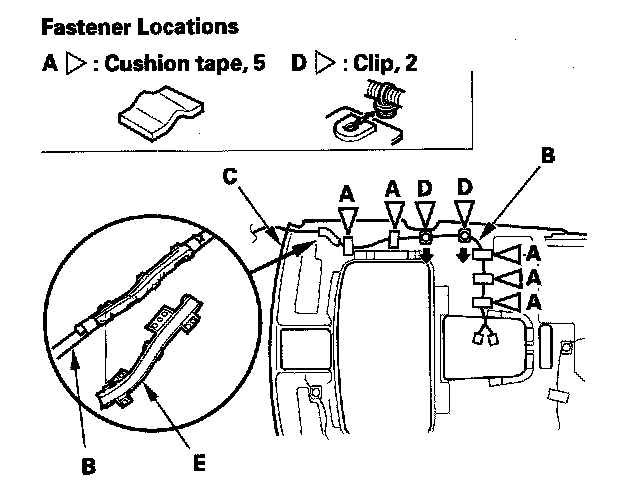 Fastener Locations
A ▷ : Cushion tape, 5 D ▷ : Clip, 2
B
C
A A D D
A
A
A
B
E